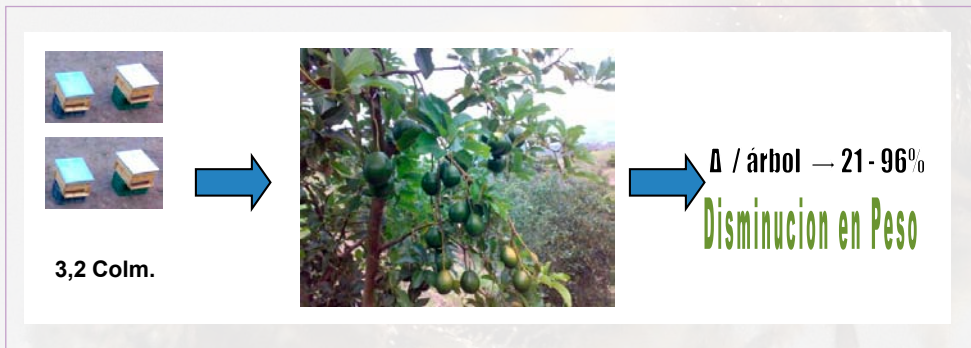 3,2 Colm.
Δ / árbol → 21 - 96%
Disminucion en Peso